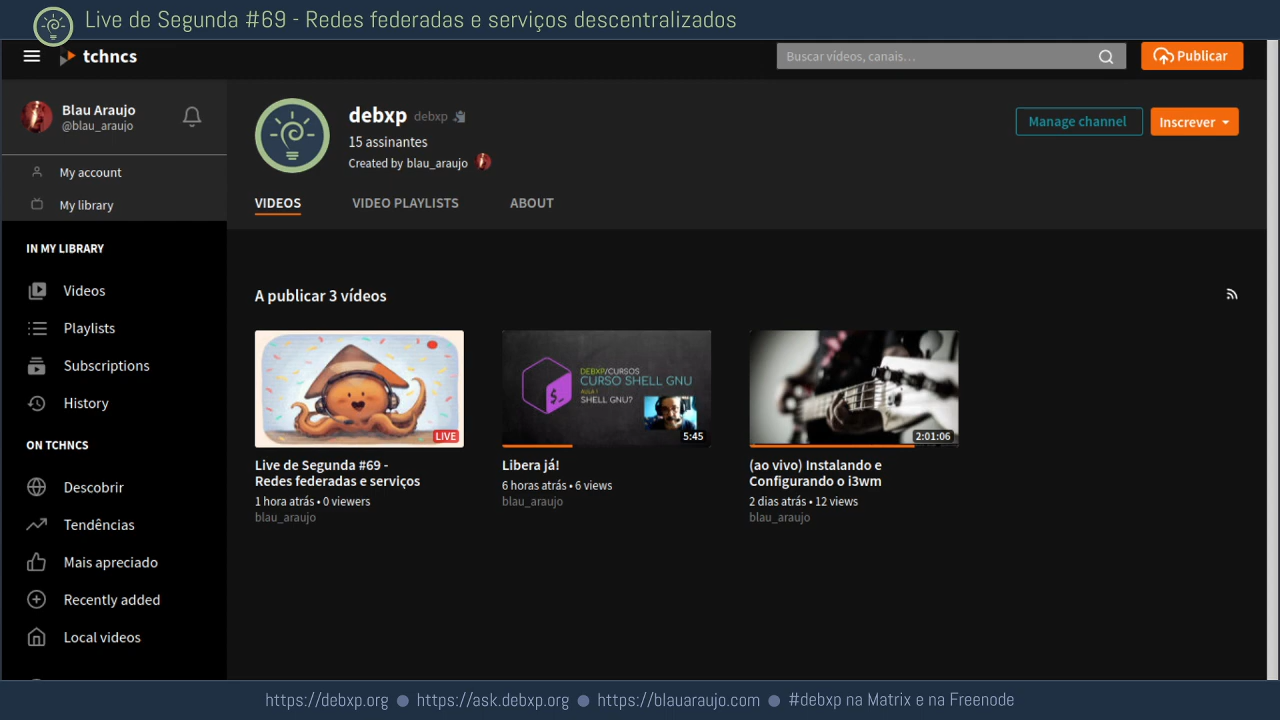 Live de Segunda #69 - Redes federadas e serviços descentralizados
tchncs
Buscar vídeos, canais...
Publicar
Blau Araujo
@blau_araujo
My account
My library
IN MY LIBRARY
Videos
Playlists
Subscriptions
History
ON TCHNCS
Descobrir
Tendências
Mais apreciado
Recently added
Local videos
debxp debxp
15 assinantes
Created by blau_araujo
Manage channel
Inscrever
VIDEOS
VIDEO PLAYLISTS
ABOUT
A publicar 3 vídeos
LIVE
Live de Segunda #69 -
Redes federadas e serviços
1 hora atrás • 0 viewers
blau_araujo
DEBXP/CURSOS
CURSO SHELL GNU
AULA 1
SHELL GNU?
$_
5:45
Libera já!
6 horas atrás • 6 views
blau_araujo
2:01:06
(ao vivo) Instalando e
Configurando o i3wm
2 dias atrás • 12 views
blau_araujo
https://debxp.org ● https://ask.debxp.org ● https://blauaraujo.com ● #debxp na Matrix e na Freenode